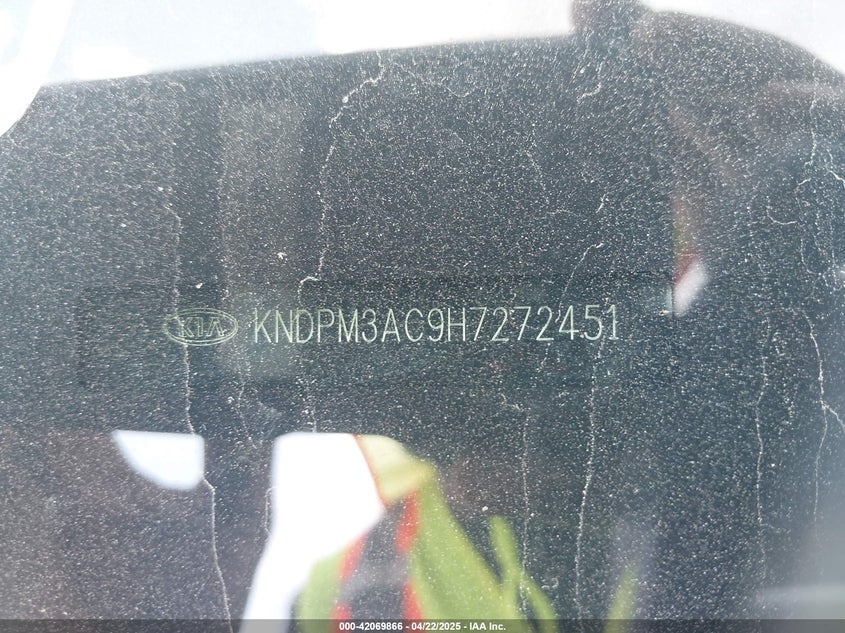 KIA KNDPM3AC9H7272451
000-42069866 - 04/22/2025 - IAA Inc.